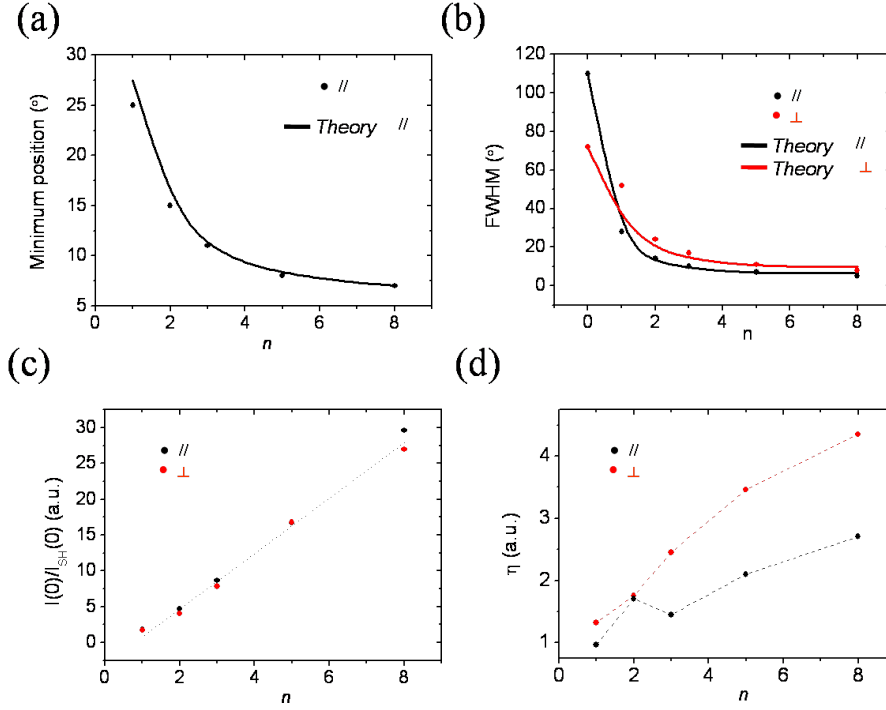 (a)
30
25
20
15
10
5
0 2 4 6 8
Minimum position (°)
n
//
Theory //
(b)
120
100
80
60
40
20
0
0 2 4 6 8
FWHM (°)
n
//
⊥
Theory //
Theory ⊥
(c)
30
25
20
15
10
5
0
0 2 4 6 8
I(0)/I_SH(0) (a.u.)
n
//
⊥
(d)
4
3
2
1
0 2 4 6 8
η (a.u.)
n
//
⊥